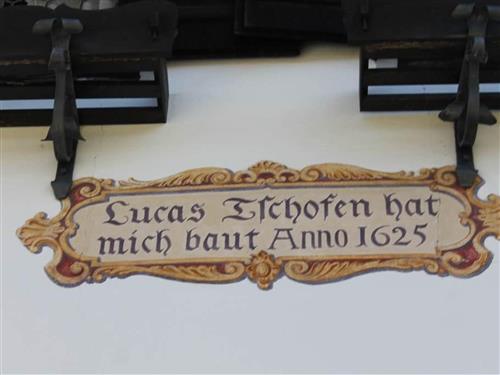 Lucas Tschofen hat
mich baut Anno 1625